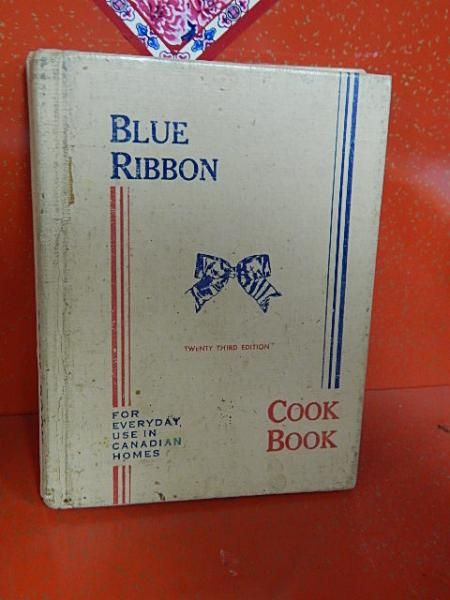 BLUE
RIBBON
TWENTY THIRD EDITION
FOR
EVERYDAY
USE IN
CANADIAN
HOMES
COOK
BOOK